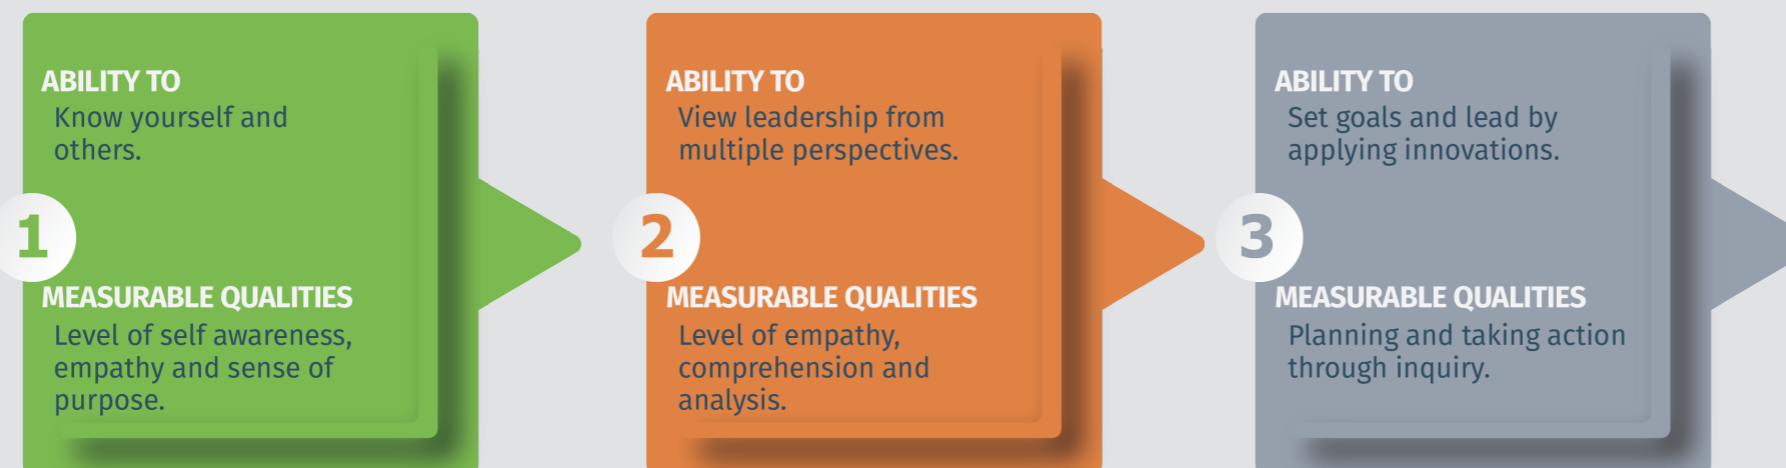 ABILITY TO
Know yourself and
others.
1
MEASURABLE QUALITIES
Level of self awareness,
empathy and sense of
purpose.
ABILITY TO
View leadership from
multiple perspectives.
2
MEASURABLE QUALITIES
Level of empathy,
comprehension and
analysis.
ABILITY TO
Set goals and lead by
applying innovations.
3
MEASURABLE QUALITIES
Planning and taking action
through inquiry.